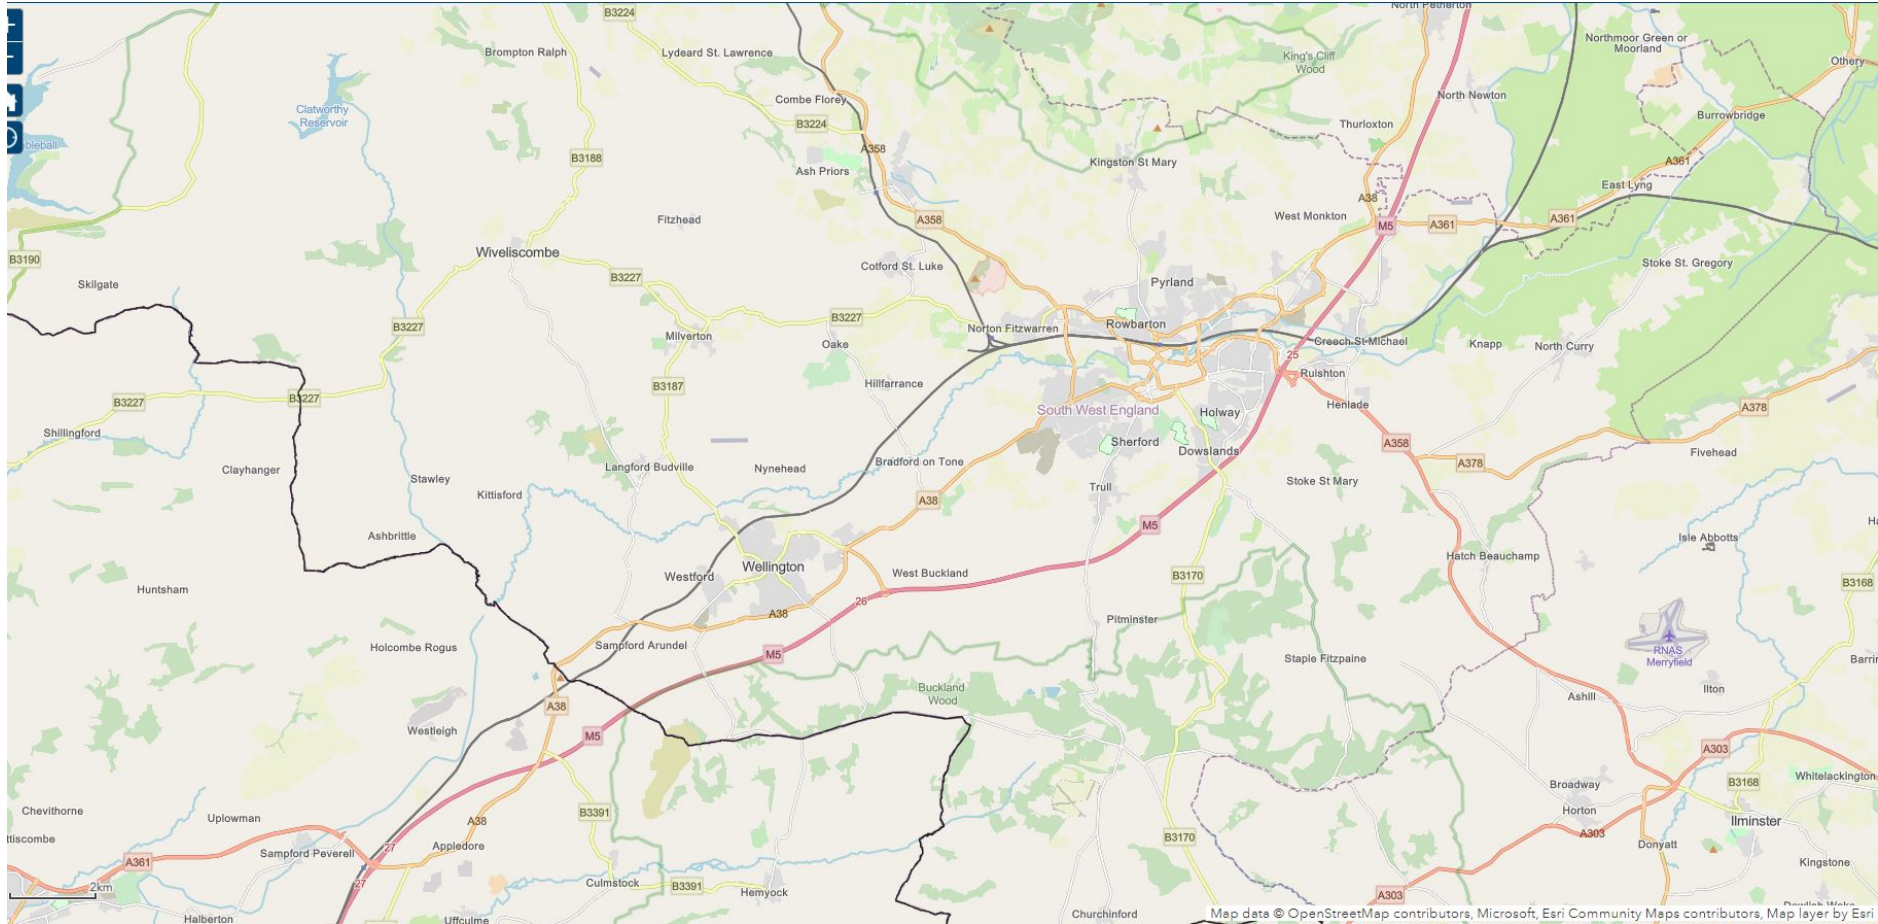 North Petherton
B3224
Northmoor Green or
Moorland
Brompton Ralph
Lydeard St. Lawrence
King's Cliff
Wood
Othery
Combe Florey
North Newton
Clatworthy
Reservoir
B3224
Thurloxton
Burrowbridge
A358
B3188
Kingston St Mary
A361
Ash Priors
East Lyng
A38
Fitzhead
A358
West Monkton
M5
A361
A361
Wiveliscombe
B3190
Cotford St. Luke
Stoke St. Gregory
B3227
Pyrland
Skilgate
B3227
B3227
Norton Fitzwarren
Rowbarton
Milverton
Oake
Creech St Michael
Knapp
North Curry
25
Ruishton
B3187
Hillfarrance
B3227
B3227
Henlade
South West England
Holway
A378
Shillingford
Sherford
A358
Dowslands
Fivehead
Clayhanger
Langford Budville
Nynehead
Bradford on Tone
A378
Stawley
Stoke St Mary
Kittisford
Trull
A38
M5
Ashbrittle
Isle Abbotts
Hatch Beauchamp
Wellington
Westford
West Buckland
B3170
B3168
Huntsham
26
A38
Pitminster
Holcombe Rogus
Sampford Arundel
M5
Staple Fitzpaine
RNAS
Merryfield
Buckland
Wood
Ilton
Ashill
A38
Westleigh
M5
A303
Broadway
Whitelackington
B3168
Chevithorne
Uplowman
B3391
Horton
A38
Ilminster
B3170
A303
Appledore
27
Sampford Peverell
A361
Donyatt
Kingstone
27
Culmstock
B3391
Hemyock
2km
A303
Halberton
Uffculme
Churchinford
Map data © OpenStreetMap contributors, Microsoft, Esri Community Maps contributors, Map layer by Esri